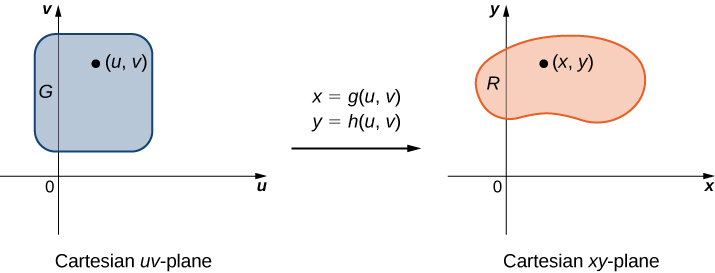 v
G
(u, v)
0
u
Cartesian uv-plane
x = g(u, v)
y = h(u, v)
y
R
(x, y)
0
x
Cartesian xy-plane